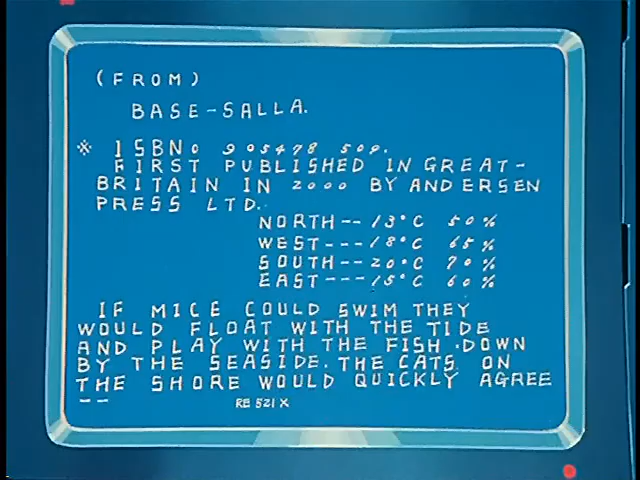 (FROM)
BASE-SALLA.
※ ISBN0 905478 509.
FIRST PUBLISHED IN GREAT-
BRITAIN IN 2000 BY ANDERSEN
PRESS LTD.
NORTH--13°C 50%
WEST---18°C 65%
SOUTH--20°C 70%
EAST---15°C 60%
IF MICE COULD SWIM THEY
WOULD FLOAT WITH THE TIDE
AND PLAY WITH THE FISH.DOWN
BY THE SEASIDE.THE CATS ON
THE SHORE WOULD QUICKLY AGREE
--
RE 521 X